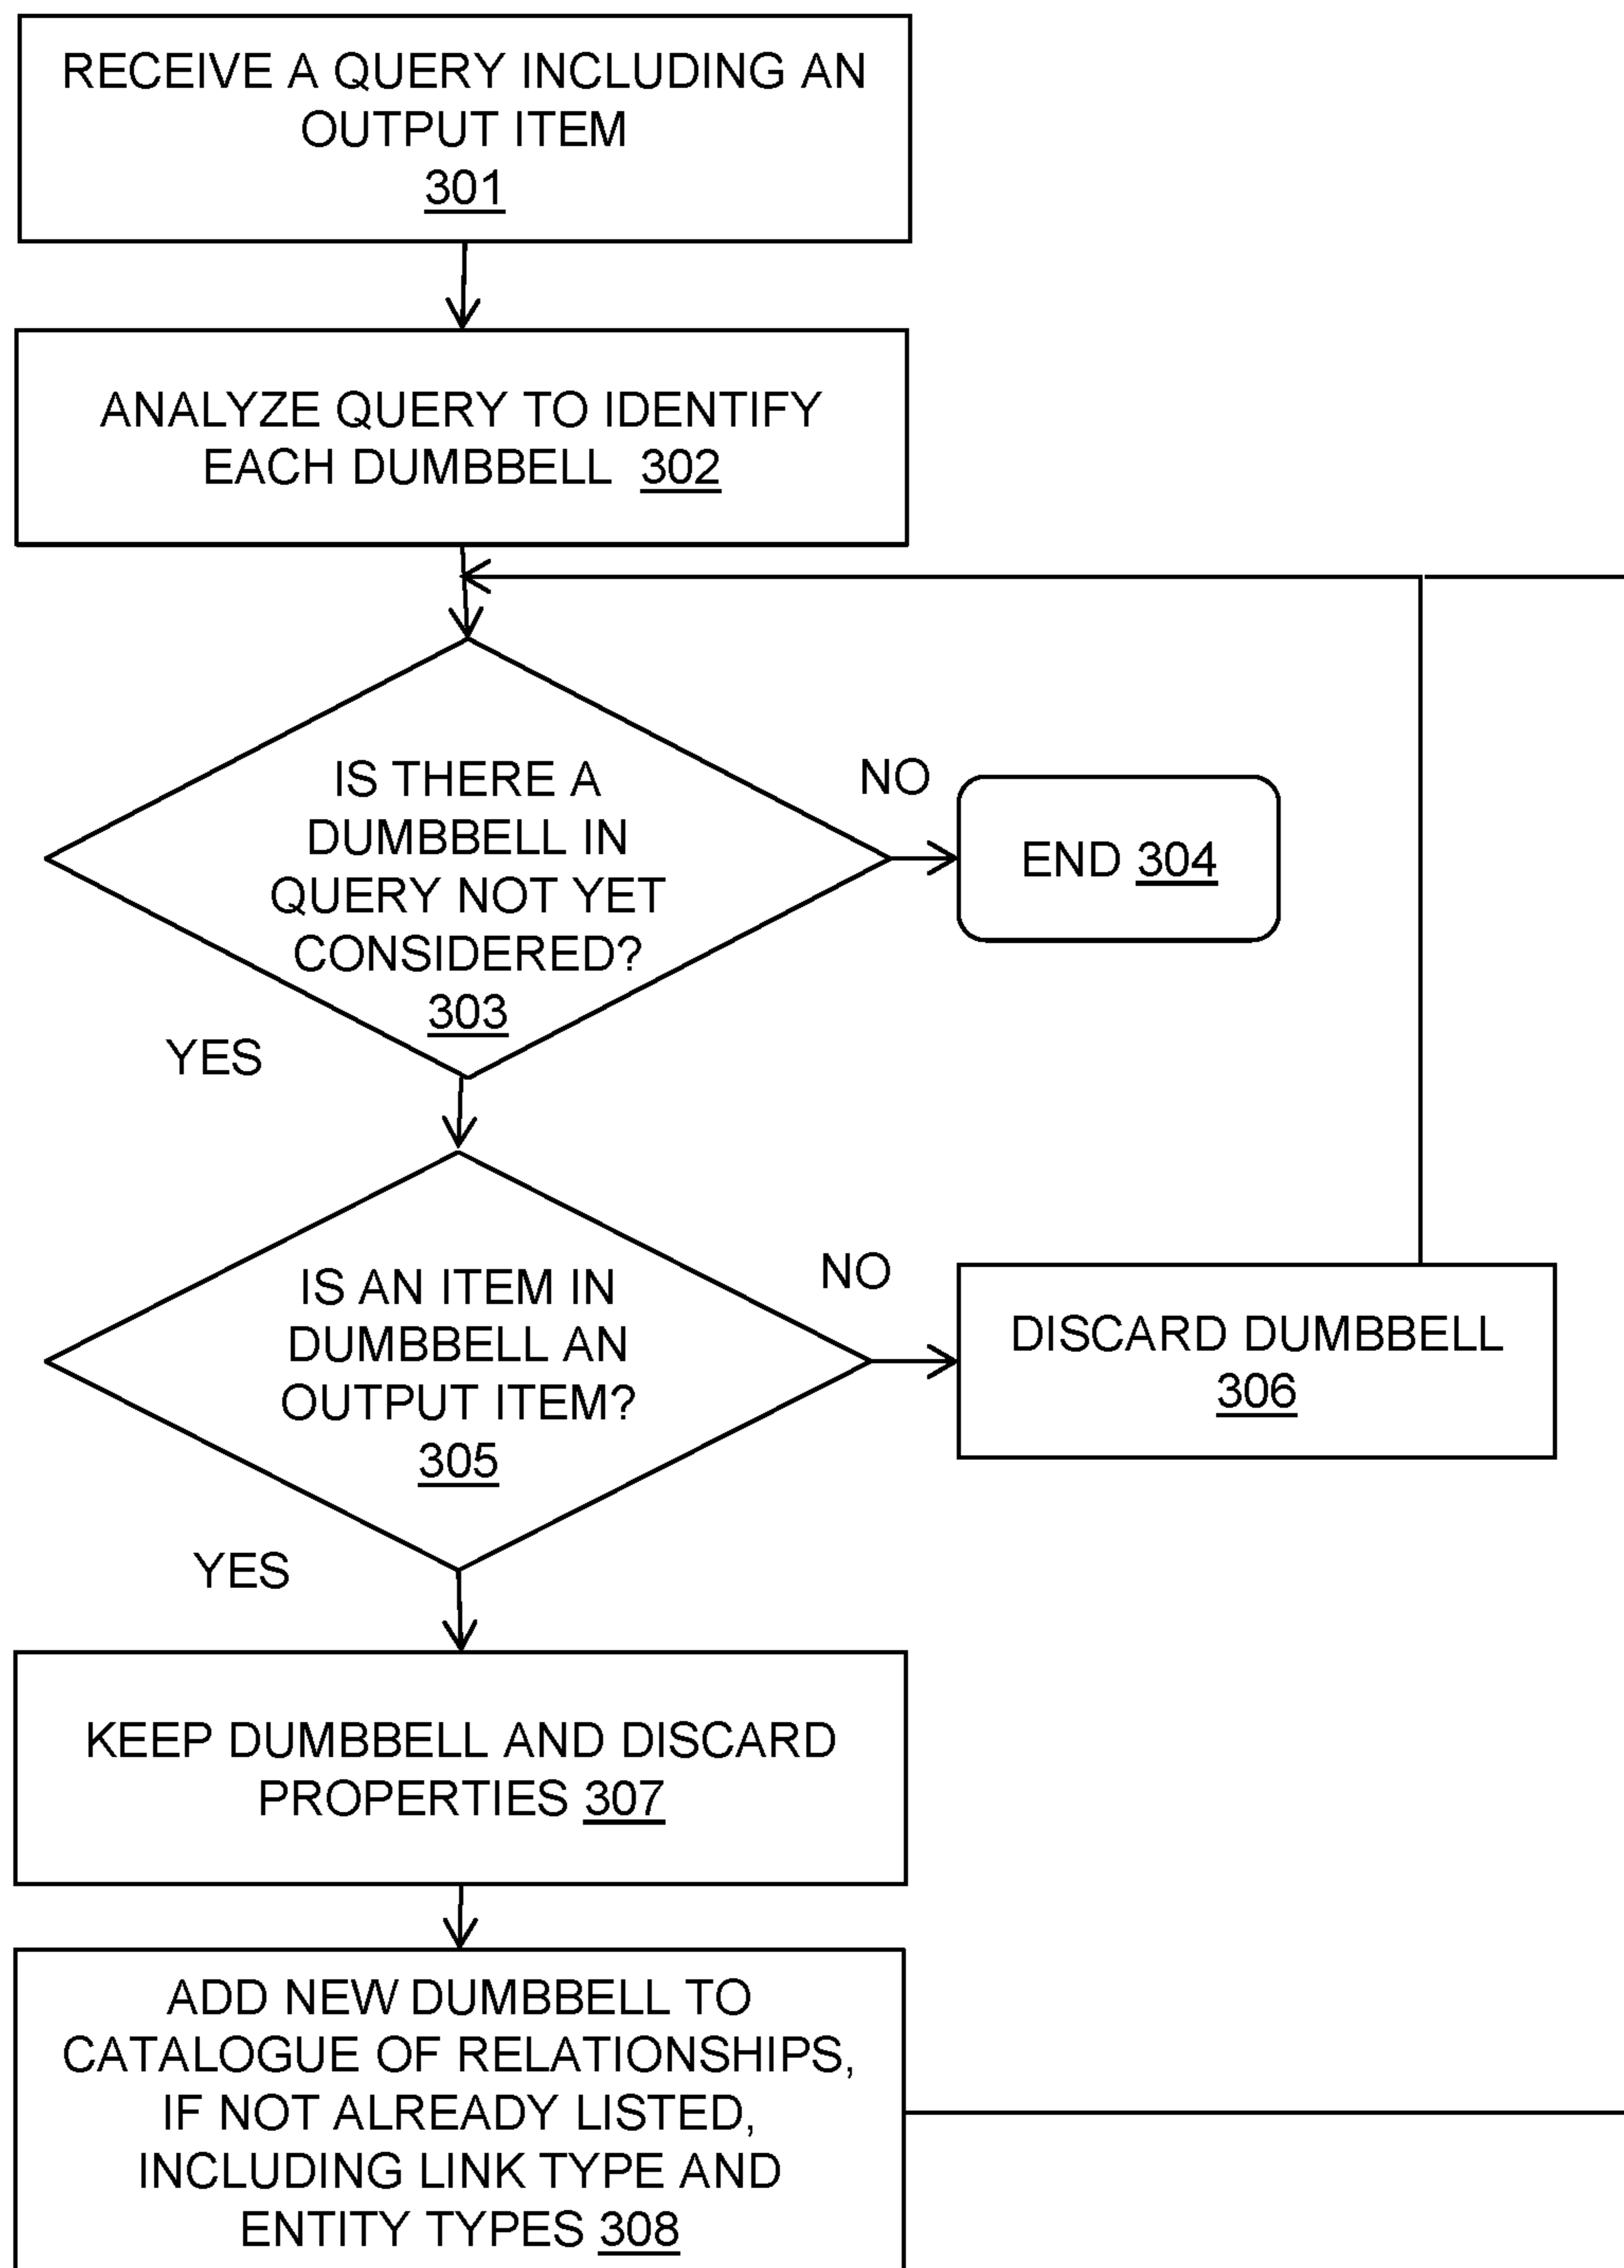 RECEIVE A QUERY INCLUDING AN
OUTPUT ITEM
301
ANALYZE QUERY TO IDENTIFY
EACH DUMBBELL 302
IS THERE A
DUMBBELL IN
QUERY NOT YET
CONSIDERED?
303
NO
END 304
YES
IS AN ITEM IN
DUMBBELL AN
OUTPUT ITEM?
305
NO
DISCARD DUMBBELL
306
YES
KEEP DUMBBELL AND DISCARD
PROPERTIES 307
ADD NEW DUMBBELL TO
CATALOGUE OF RELATIONSHIPS,
IF NOT ALREADY LISTED,
INCLUDING LINK TYPE AND
ENTITY TYPES 308